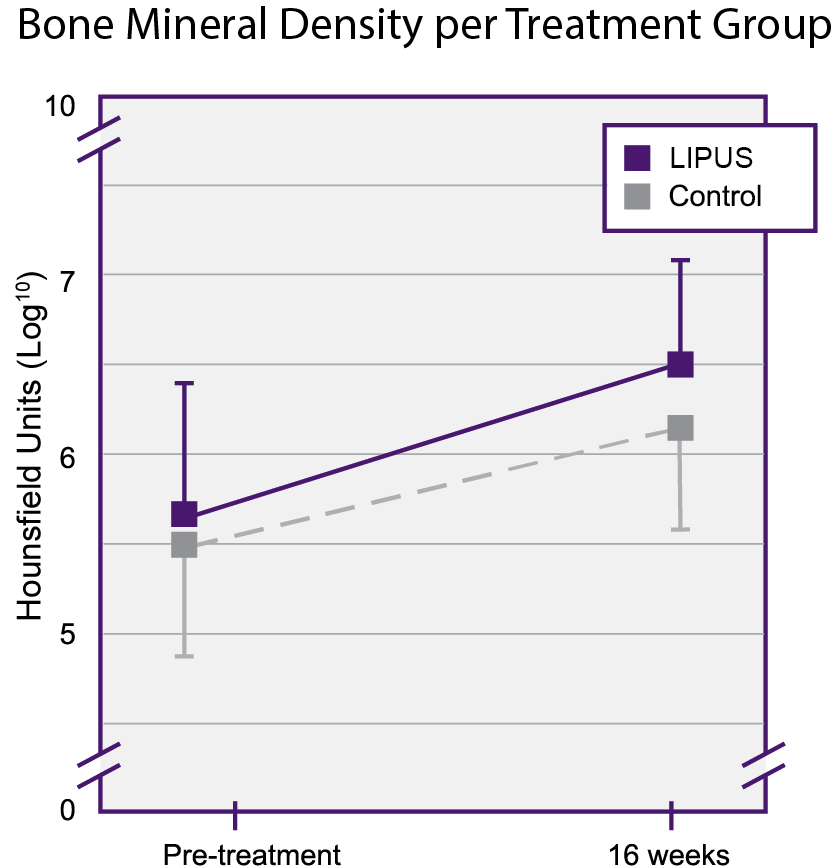 Bone Mineral Density per Treatment Group
10
LIPUS
Control
7
Hounsfield Units (Log¹⁰)
6
5
0
Pre-treatment
16 weeks